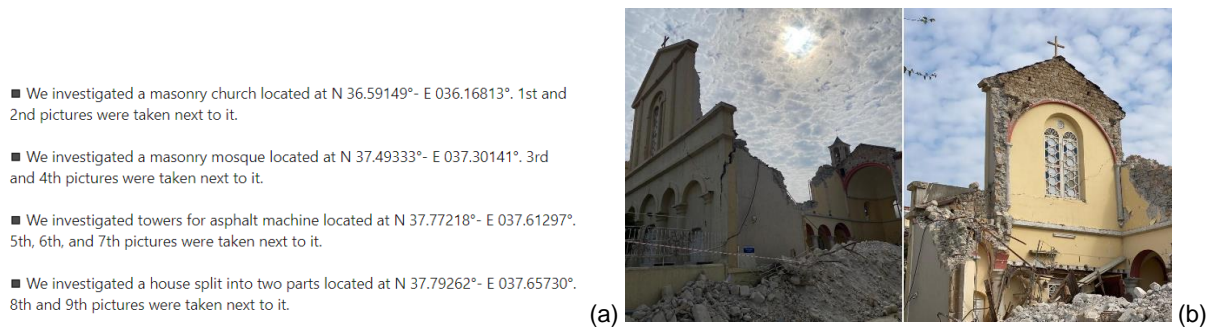 ■ We investigated a masonry church located at N 36.59149°- E 036.16813°. 1st and
2nd pictures were taken next to it.
■ We investigated a masonry mosque located at N 37.49333°- E 037.30141°. 3rd
and 4th pictures were taken next to it.
■ We investigated towers for asphalt machine located at N 37.77218°- E 037.61297°.
5th, 6th, and 7th pictures were taken next to it.
■ We investigated a house split into two parts located at N 37.79262°- E 037.65730°.
8th and 9th pictures were taken next to it.
(a)
(b)